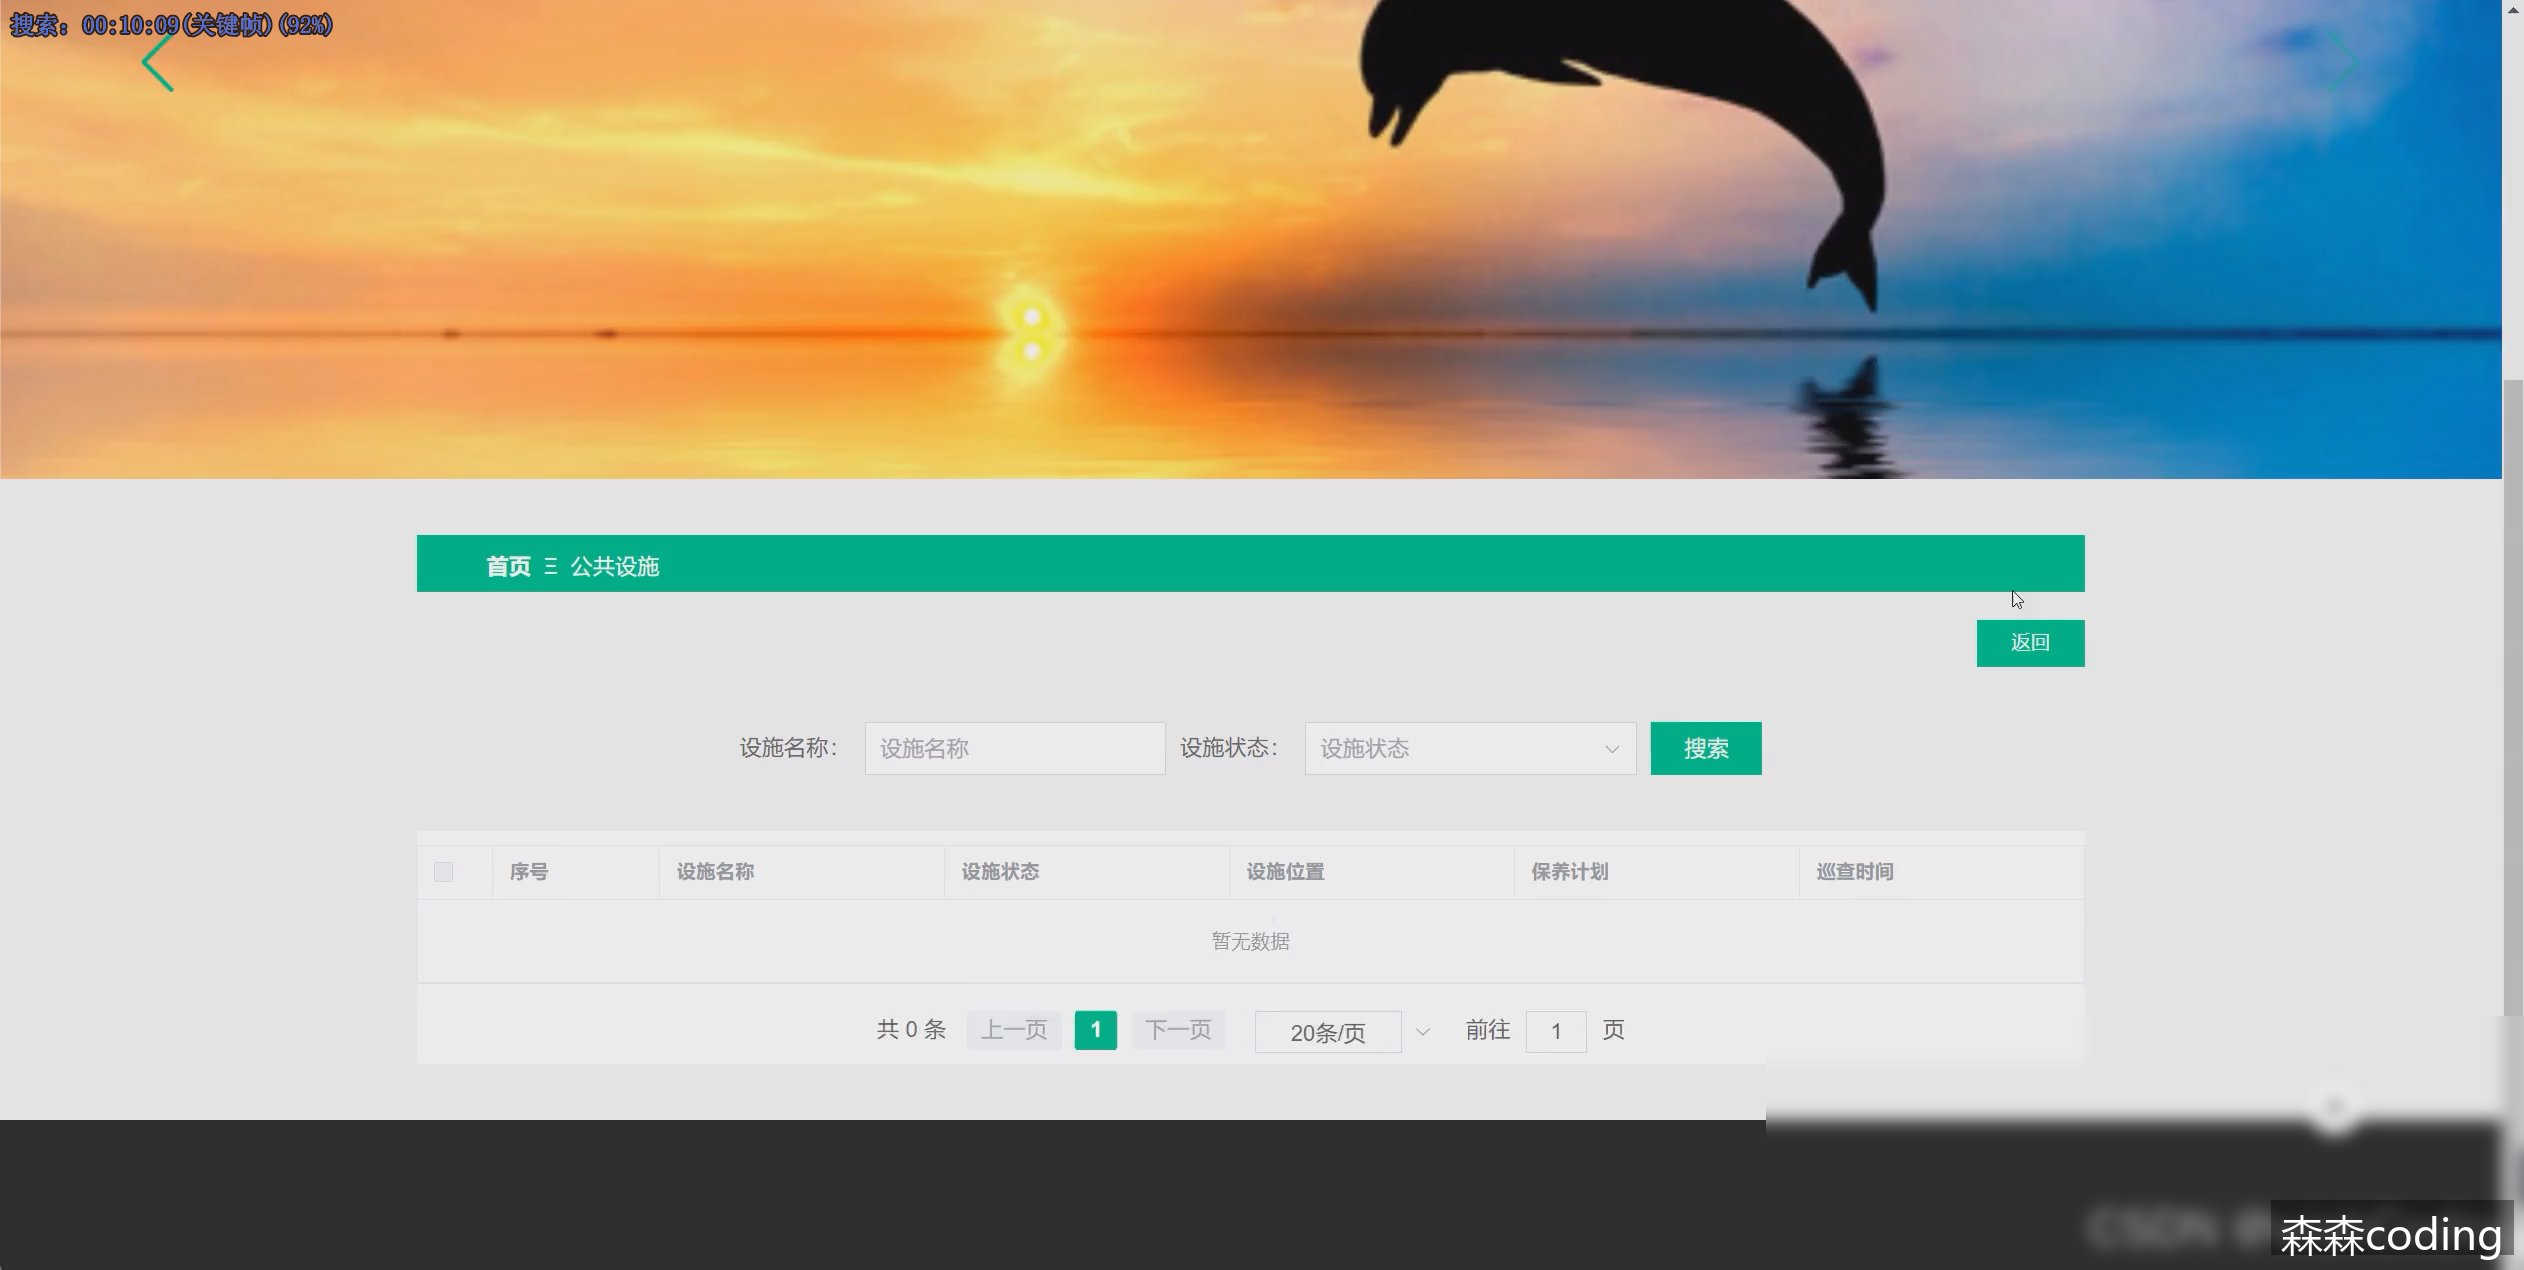 搜索: 00:10:09(关键帧)(92%)
首页 Ξ 公共设施
返回
设施名称: 设施名称 设施状态: 设施状态 搜索
序号 设施名称 设施状态 设施位置 保养计划 巡查时间
暂无数据
共 0 条 上一页 1 下一页 20条/页 前往 1 页
CSDN @
森森coding